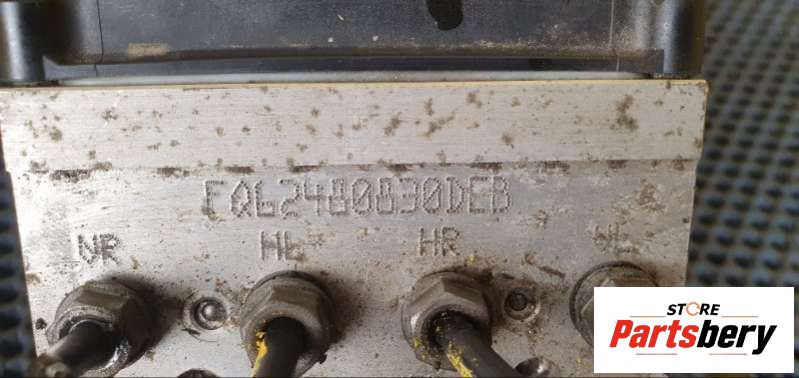 FQ62480830DEB
VR HL HR VL
STORE
Partsbery